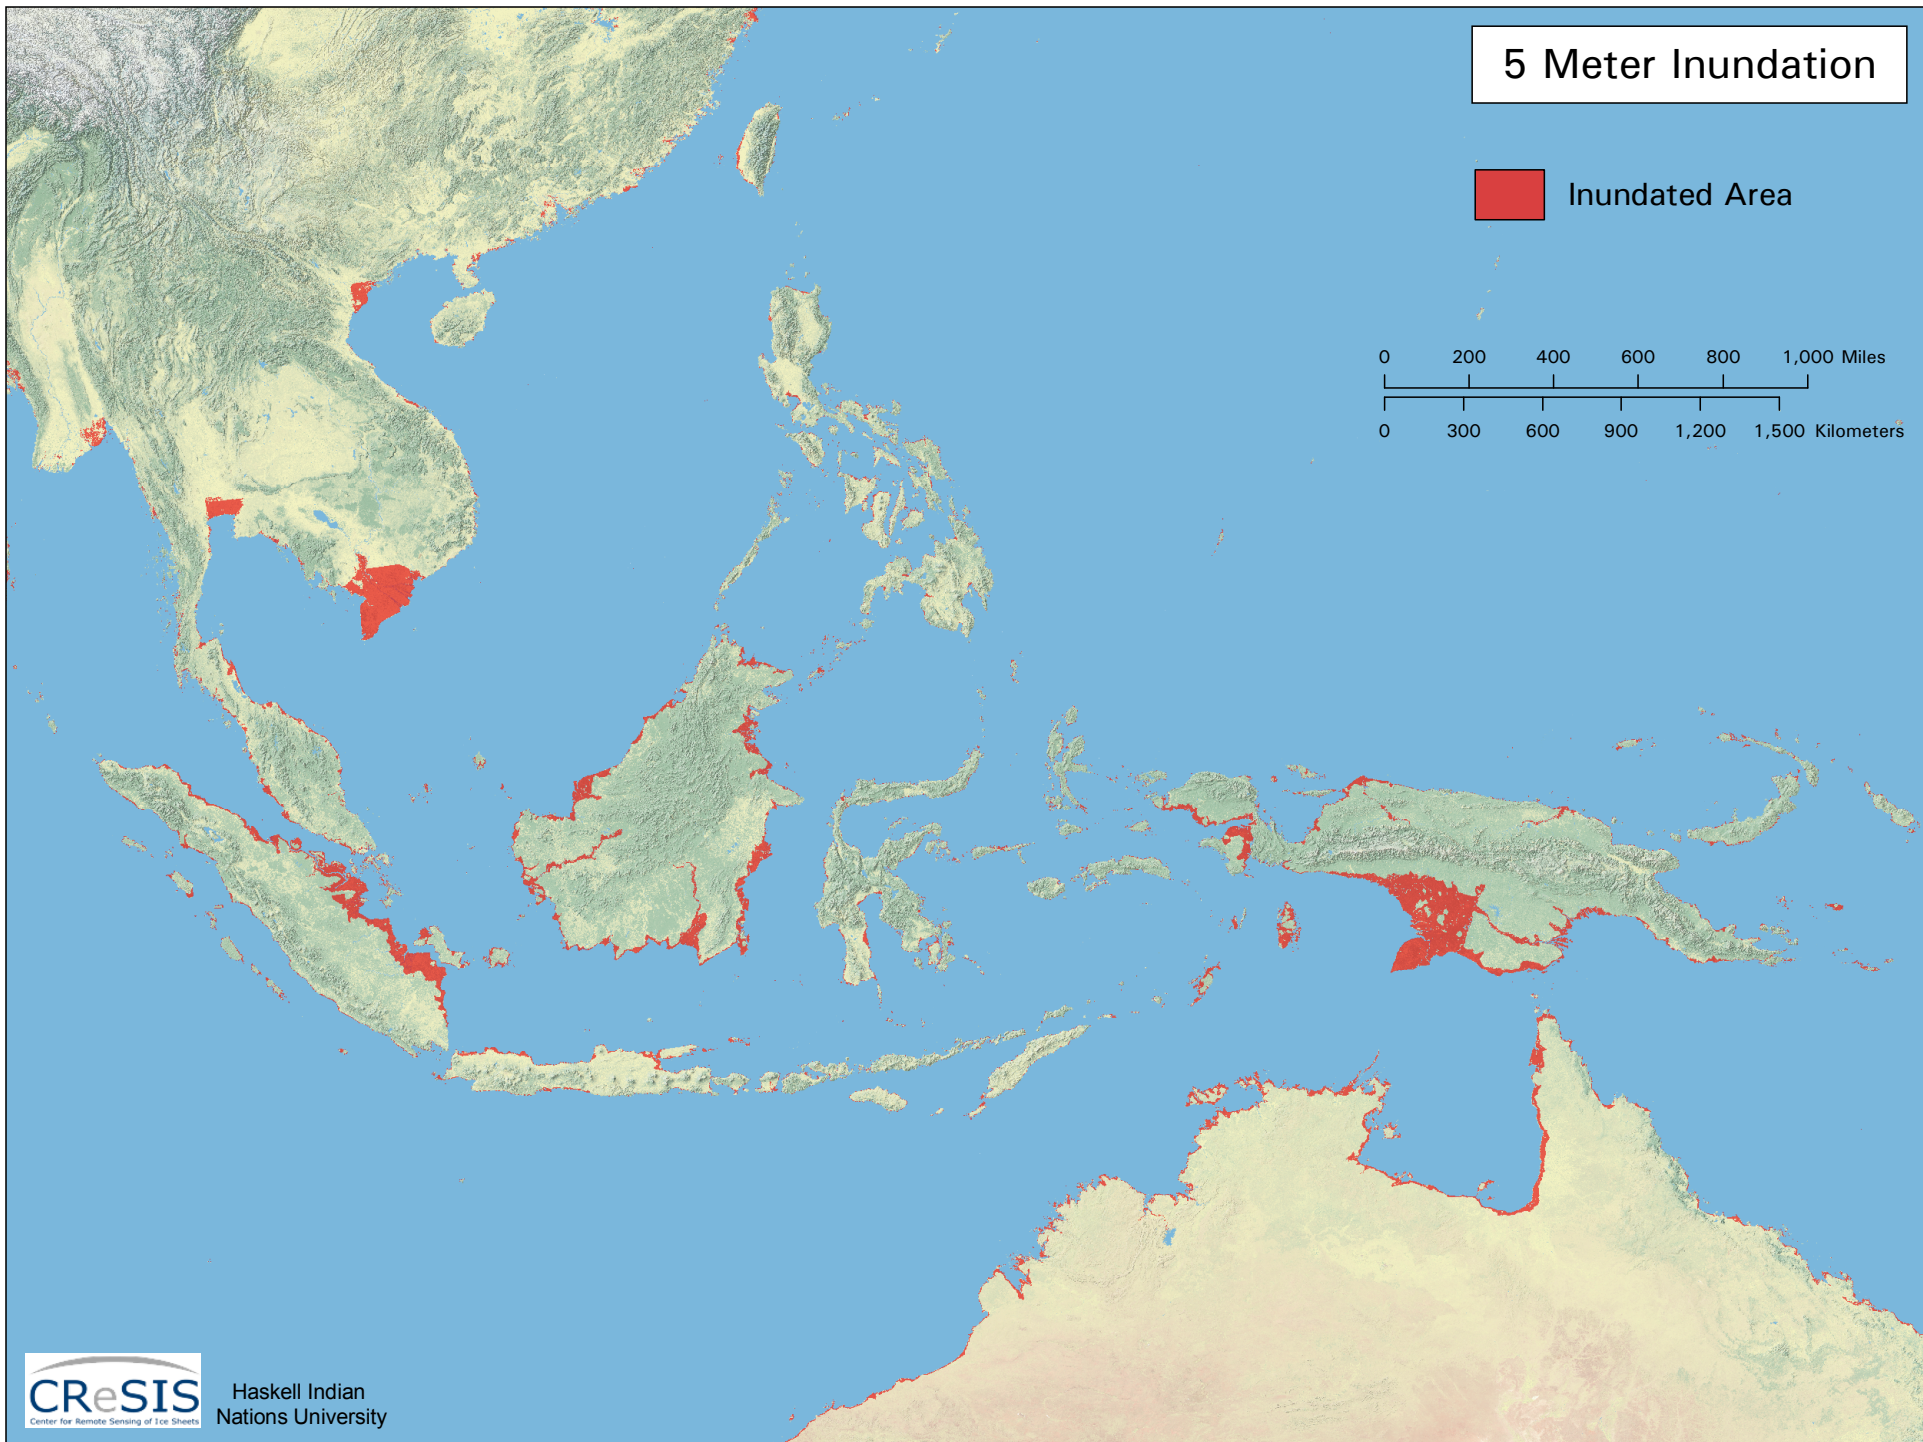 5 Meter Inundation
Inundated Area
0 200 400 600 800 1,000 Miles
0 300 600 900 1,200 1,500 Kilometers
CReSIS
Center for Remote Sensing of Ice Sheets
Haskell Indian
Nations University